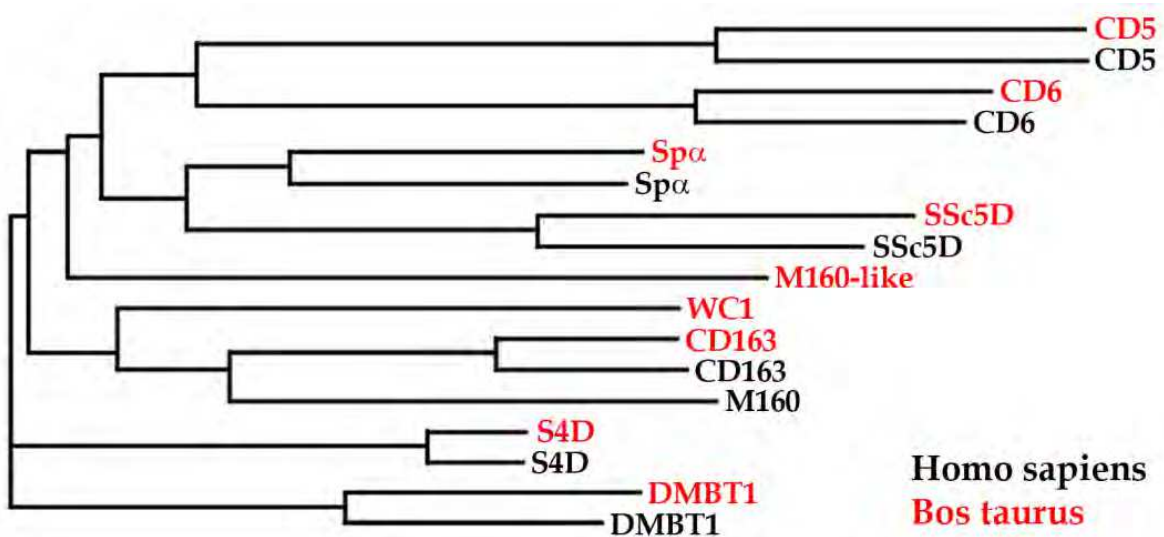 CD5
CD5
CD6
CD6
Spα
Spα
SSc5D
SSc5D
M160-like
WC1
CD163
CD163
M160
S4D
S4D
DMBT1
DMBT1
Homo sapiens
Bos taurus